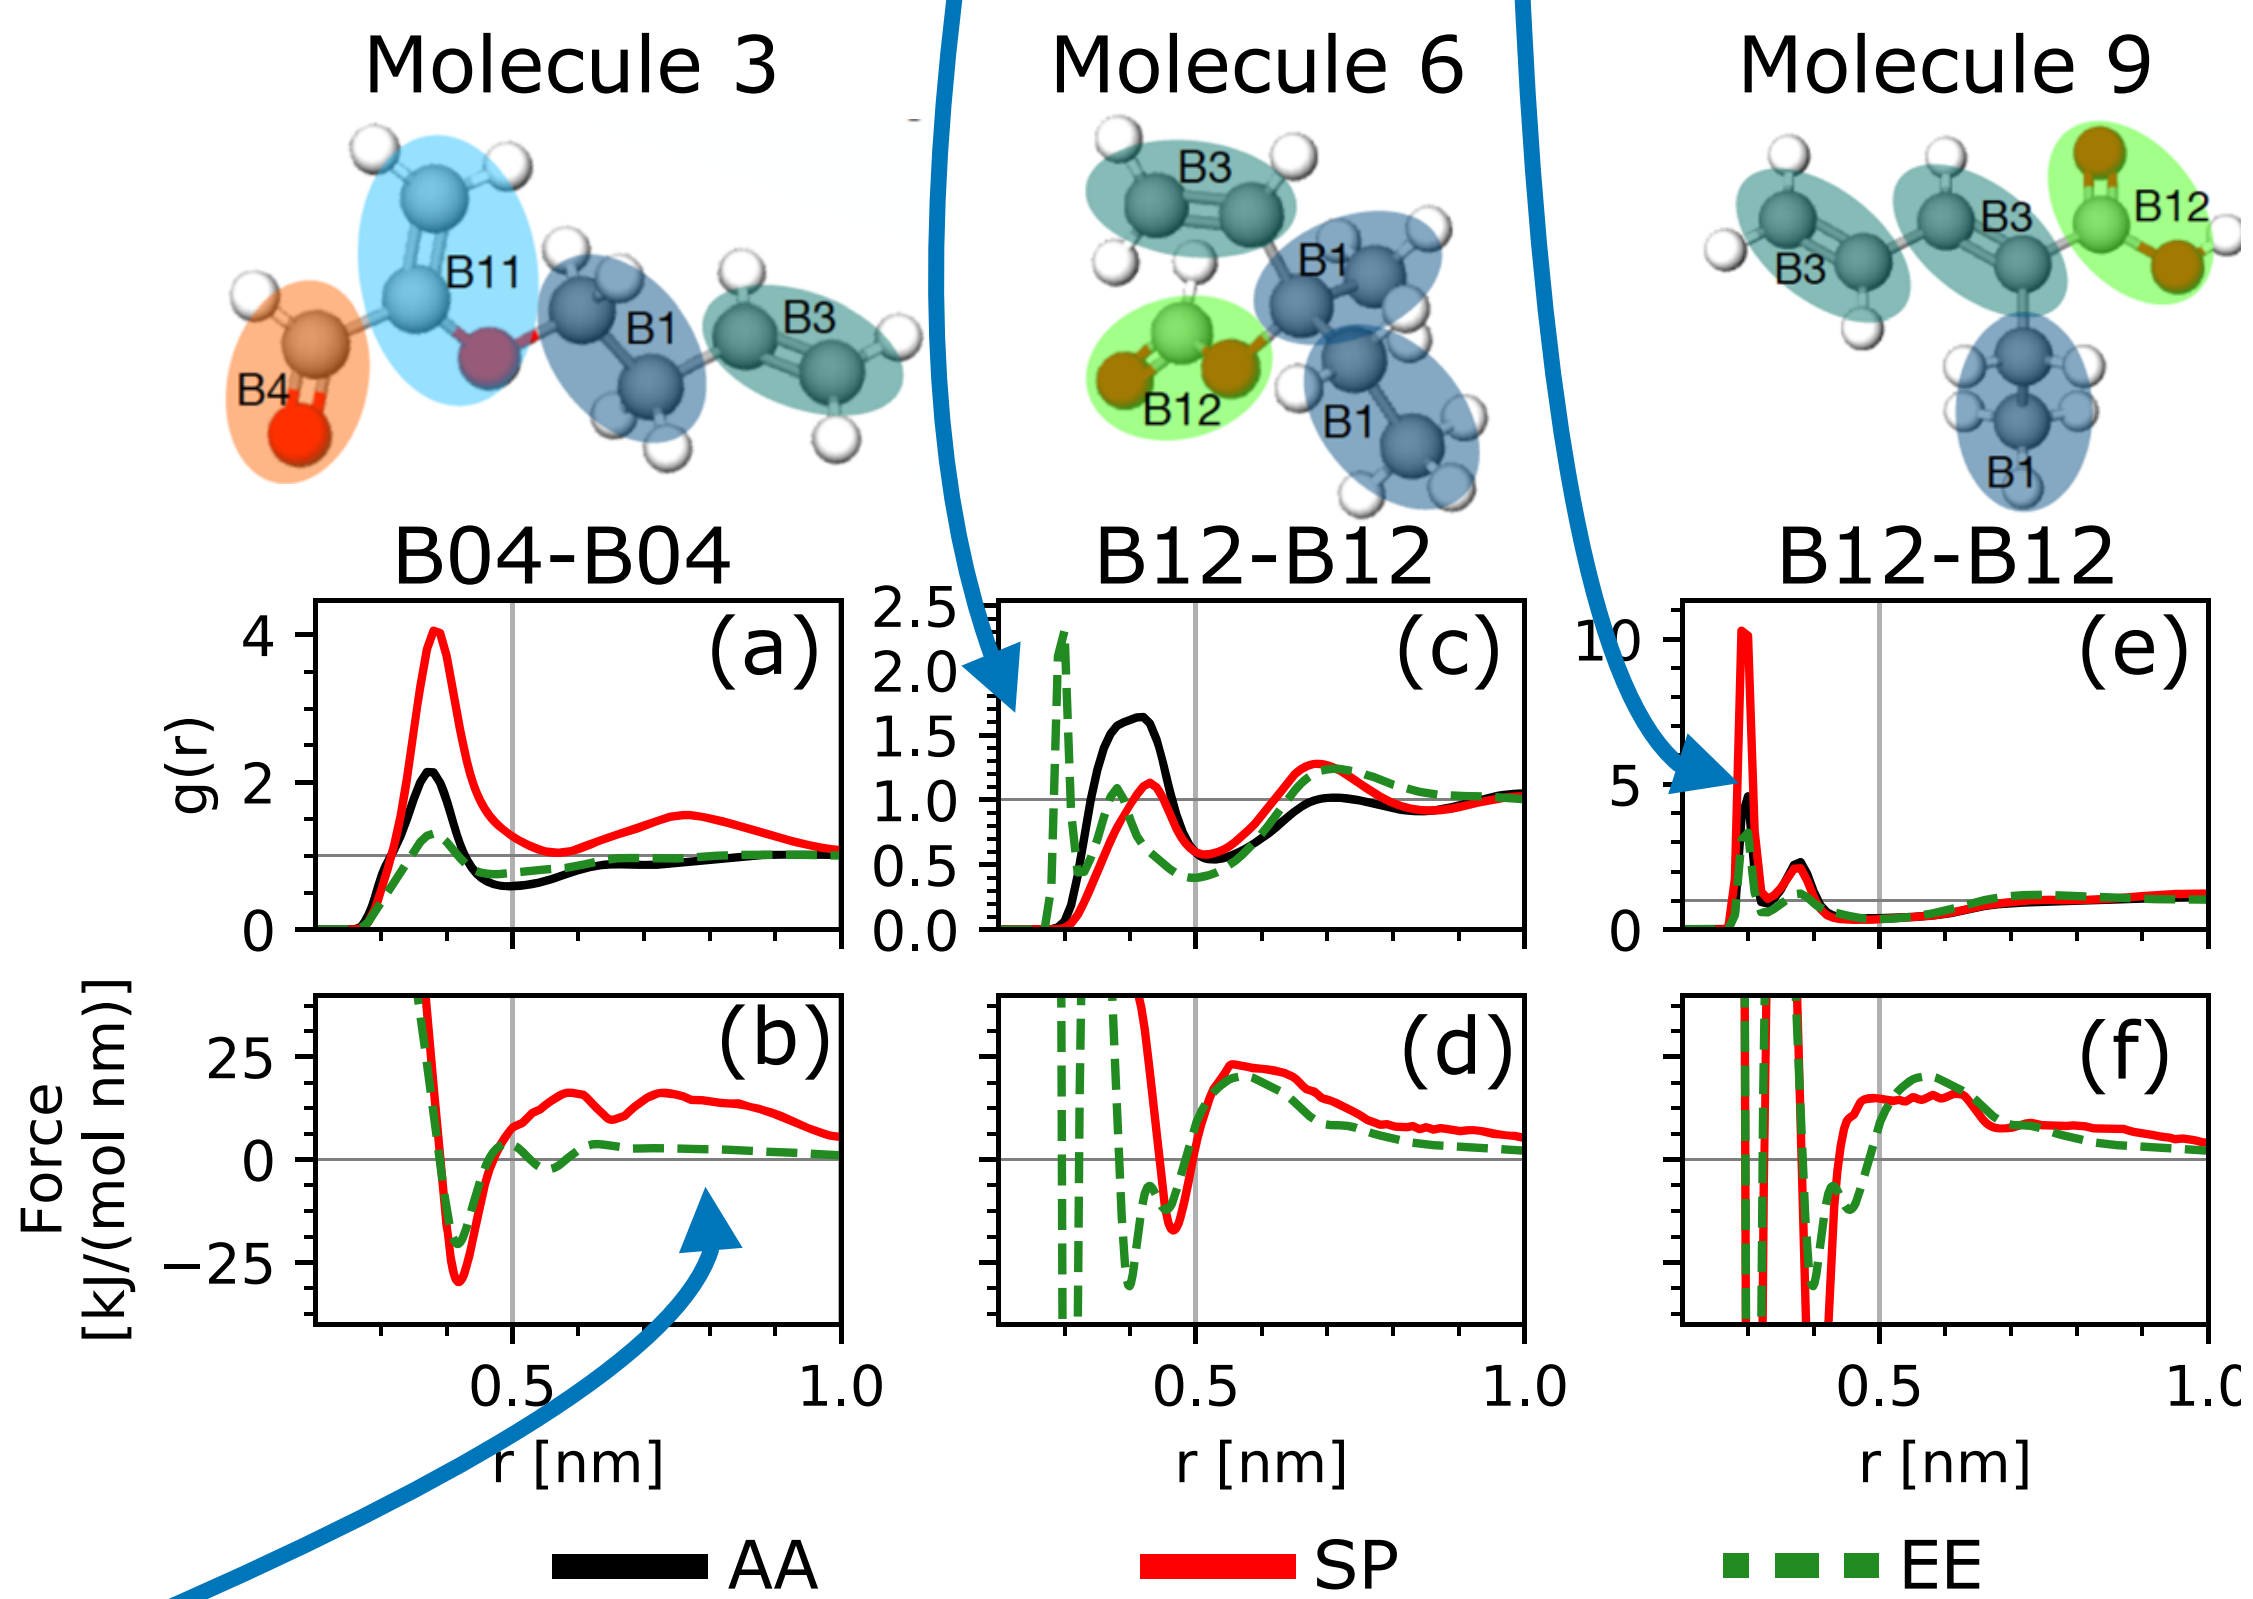 Molecule 3
Molecule 6
Molecule 9
B11
B4
B1
B3
B3
B1
B12
B1
B3
B3
B12
B1
B04-B04
B12-B12
B12-B12
g(r)
4
2
0
(a)
2.5
2.0
1.5
1.0
0.5
0.0
(c)
10
5
0
(e)
Force
[kJ/(mol nm)]
25
0
−25
(b)
(d)
(f)
0.5
1.0
0.5
1.0
0.5
1.0
r [nm]
r [nm]
r [nm]
AA
SP
EE